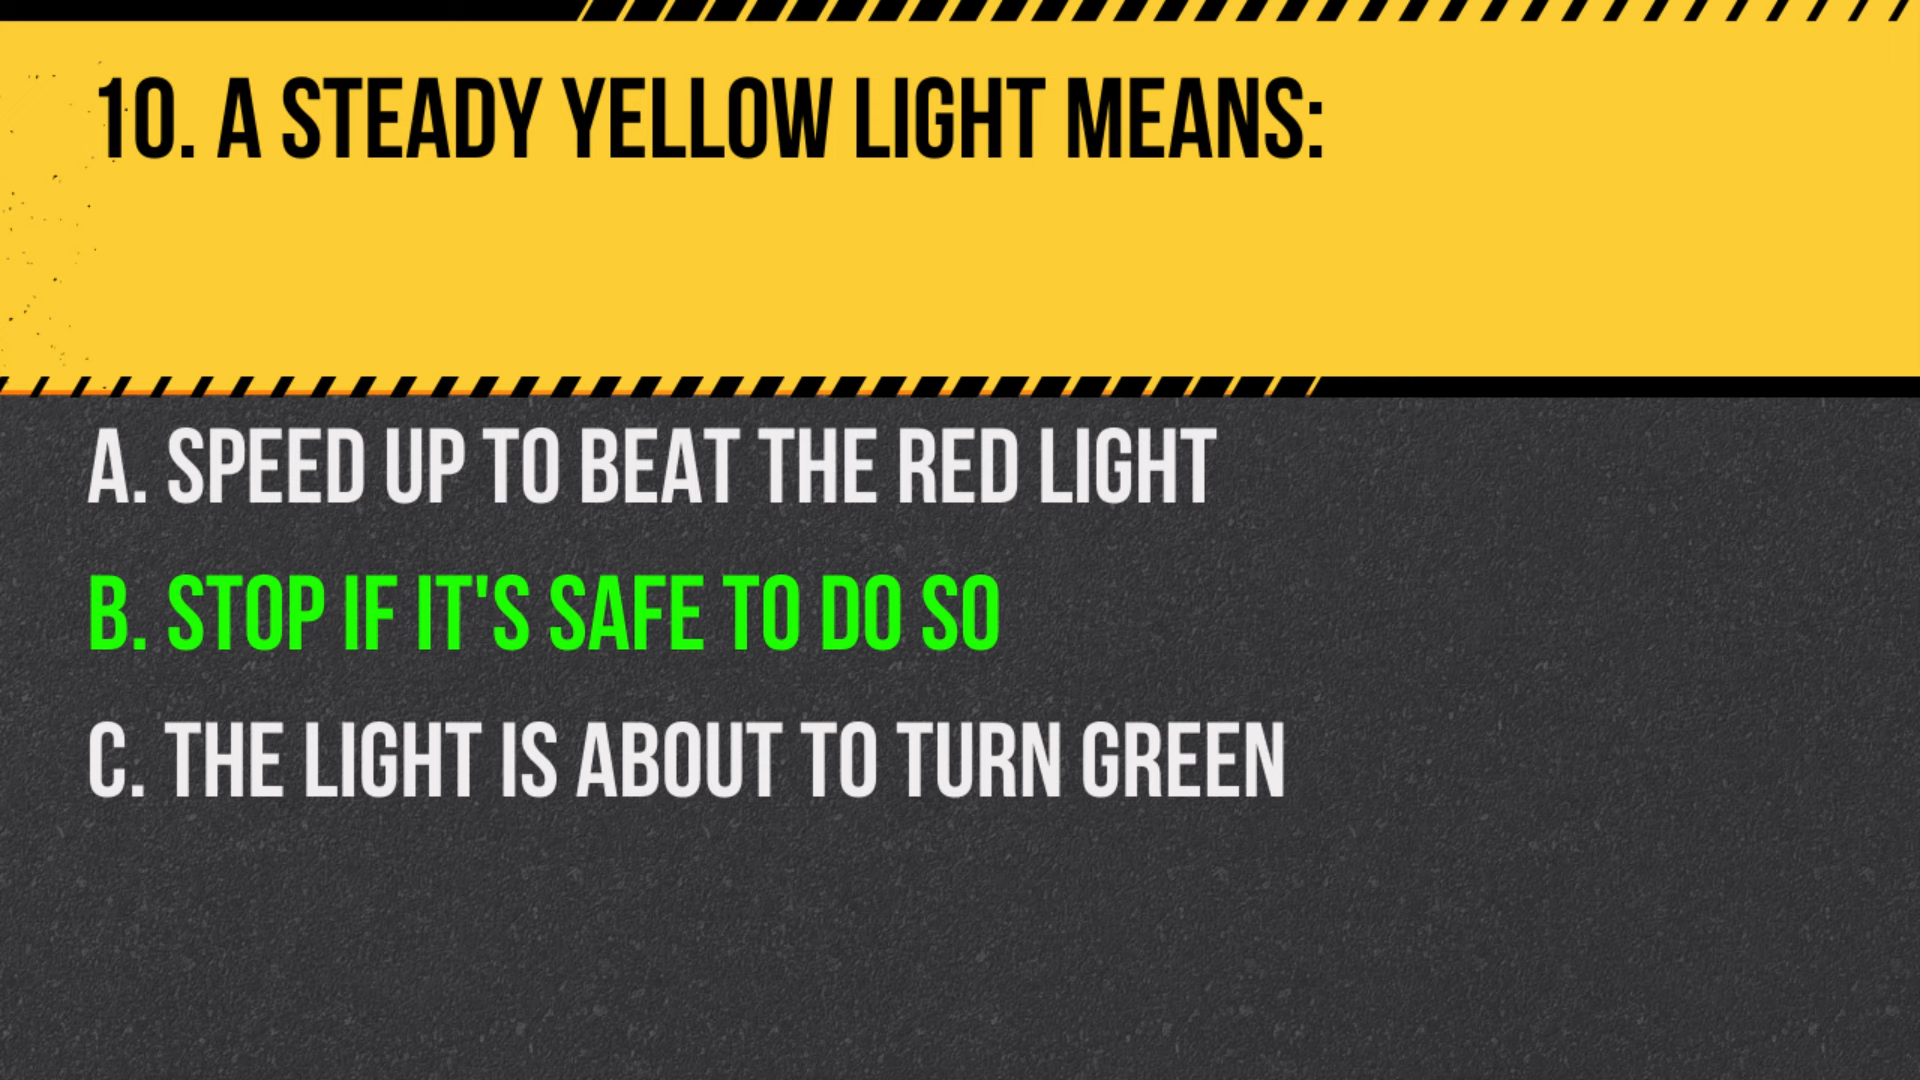 10. A STEADY YELLOW LIGHT MEANS:
A. SPEED UP TO BEAT THE RED LIGHT
B. STOP IF IT'S SAFE TO DO SO
C. THE LIGHT IS ABOUT TO TURN GREEN